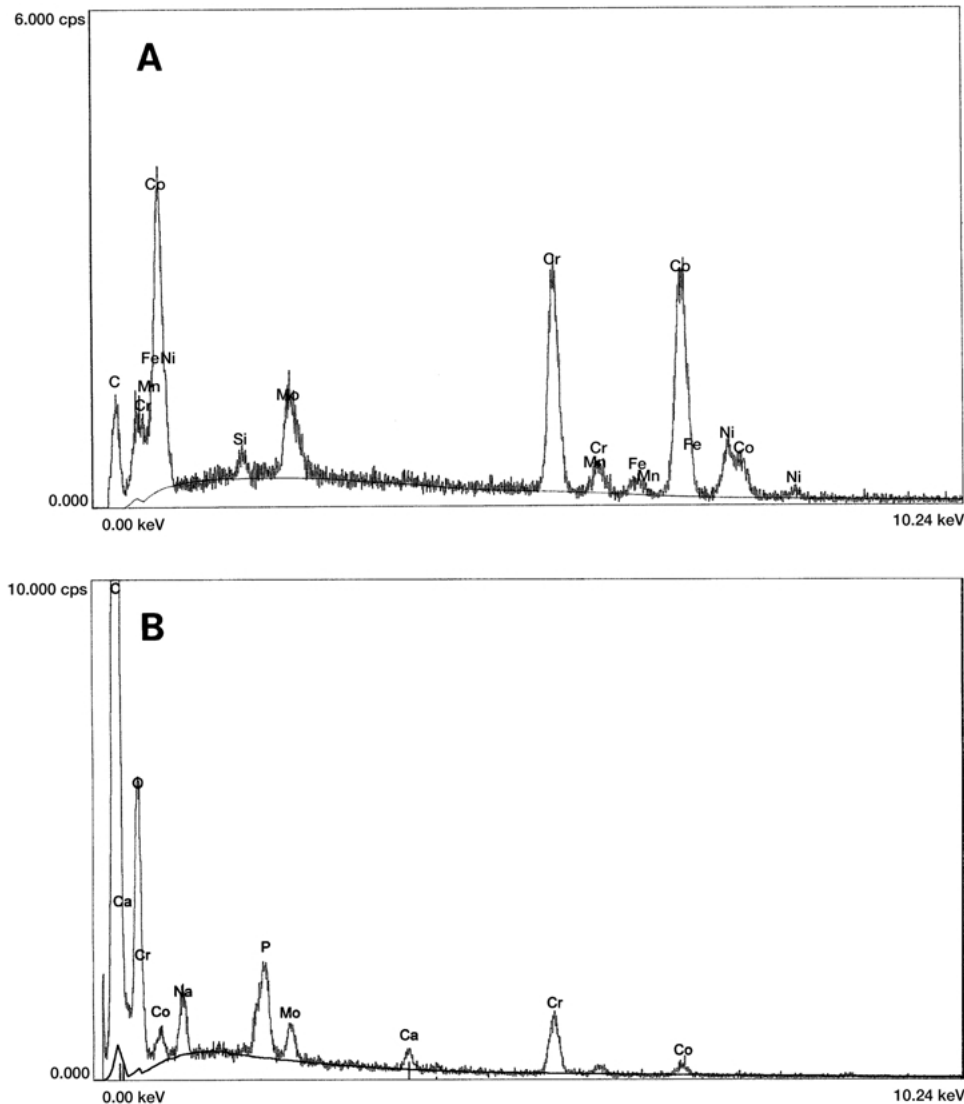 6.000 cps
A
Co
FeNi
C
Mn
Cr
Si
Mo
Cr
Cr
Mn
Fe
Mn
Co
Fe
Ni
Co
Ni
0.000
0.00 keV
10.24 keV
10.000 cps
C
B
O
Ca
Cr
Co
Na
P
Mo
Ca
Cr
Co
0.000
0.00 keV
10.24 keV